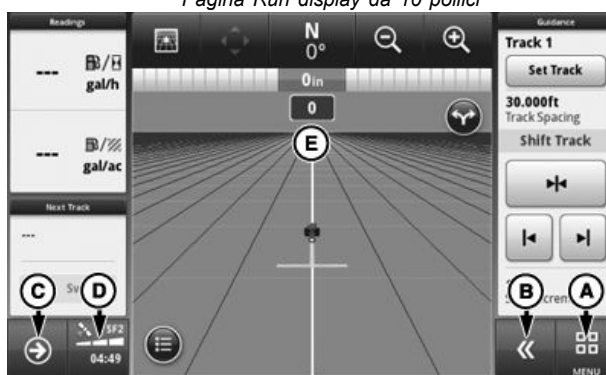 Pagina Run display da 10 pollici
Readings
---
gal/h
---
gal/ac
Next Track
---
C
D
SF2
04:49
N
0°
0in
0
E
Guidance
Track 1
Set Track
30.000ft
Track Spacing
Shift Track
B
A
MENU